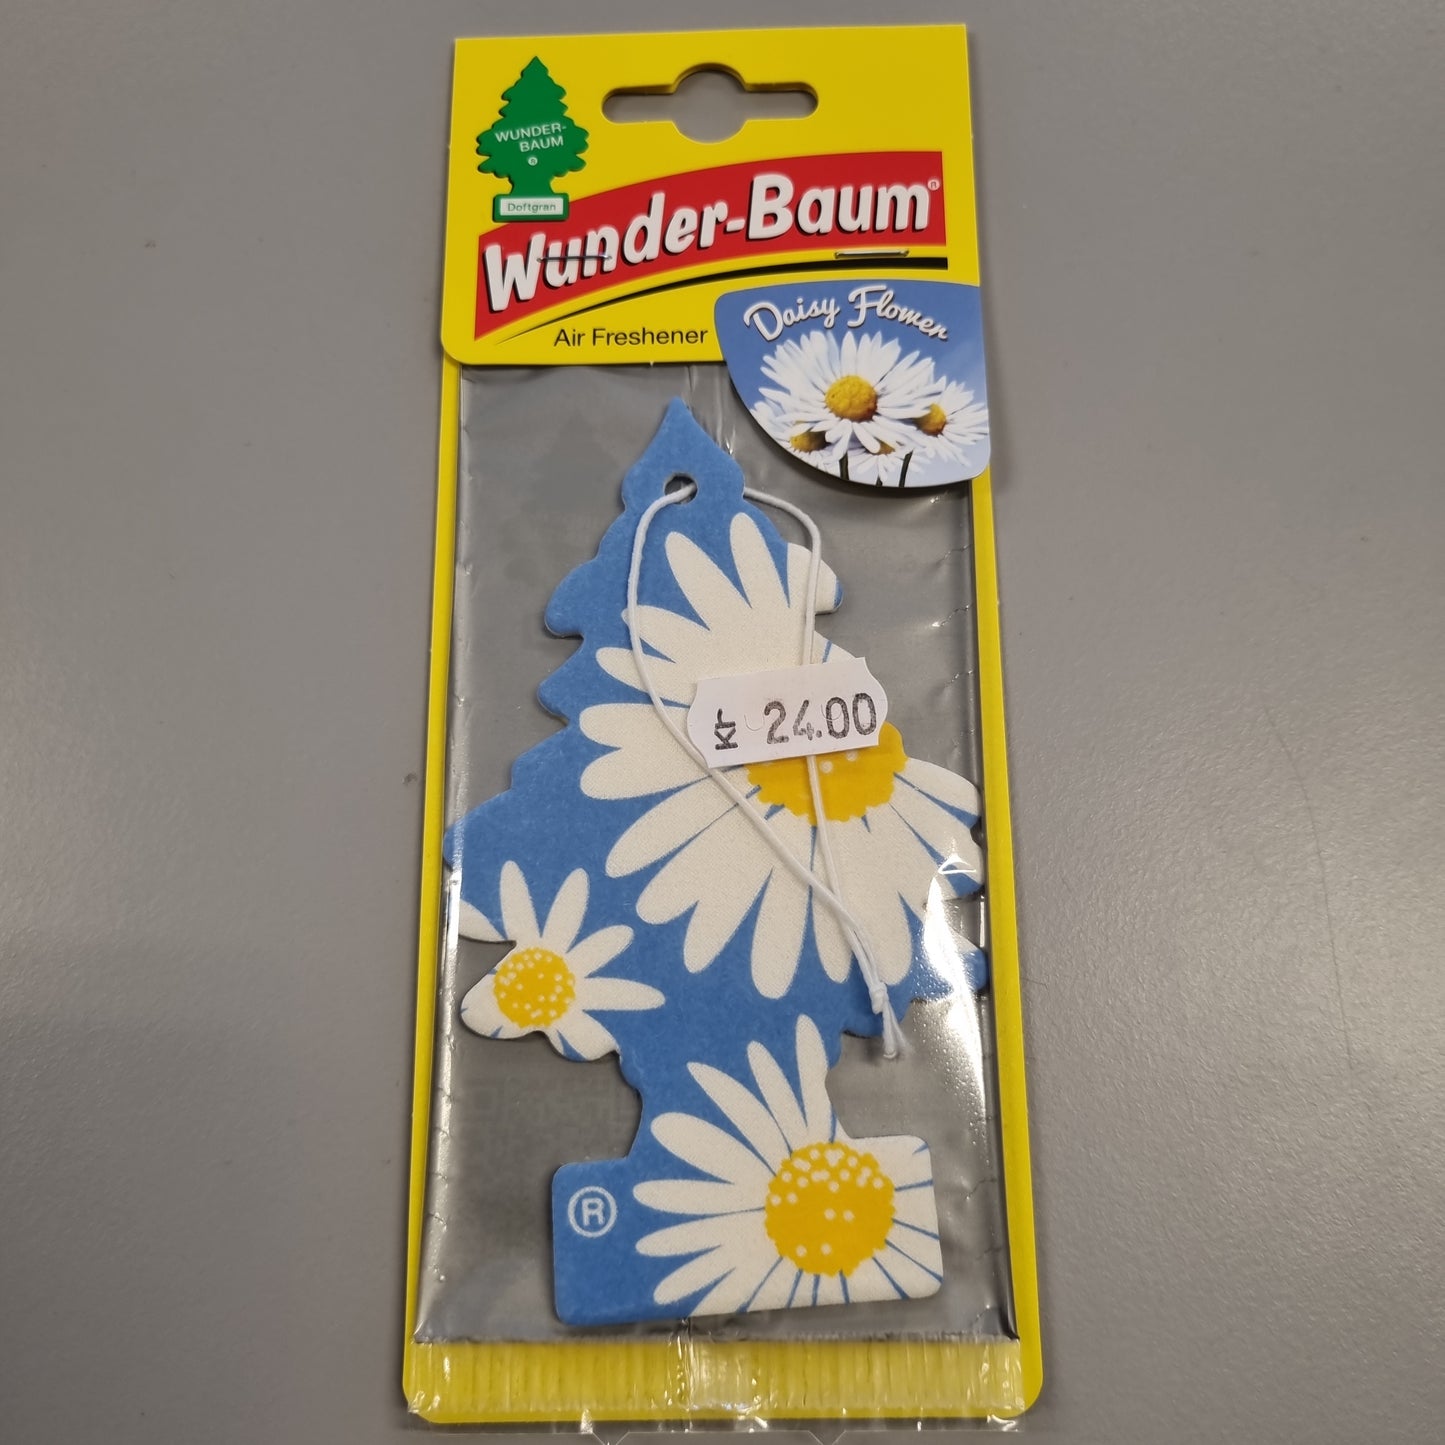 WUNDER-
BAUM
®
Doftgran
Wunder-Baum®
Air Freshener
Daisy Flower
kr 24.00
®